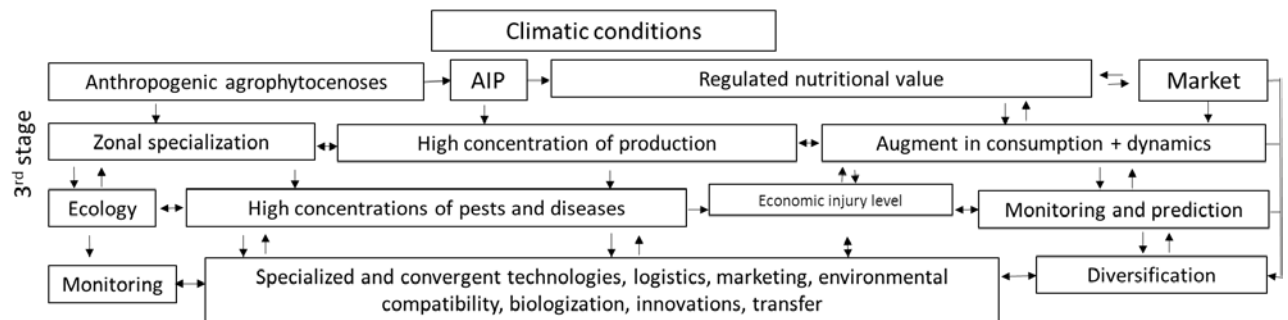 Climatic conditions
Anthropogenic agrophytocenoses
AIP
Regulated nutritional value
Market
3rd stage
Zonal specialization
High concentration of production
Augment in consumption + dynamics
Ecology
High concentrations of pests and diseases
Economic injury level
Monitoring and prediction
Monitoring
Specialized and convergent technologies, logistics, marketing, environmental
compatibility, biologization, innovations, transfer
Diversification